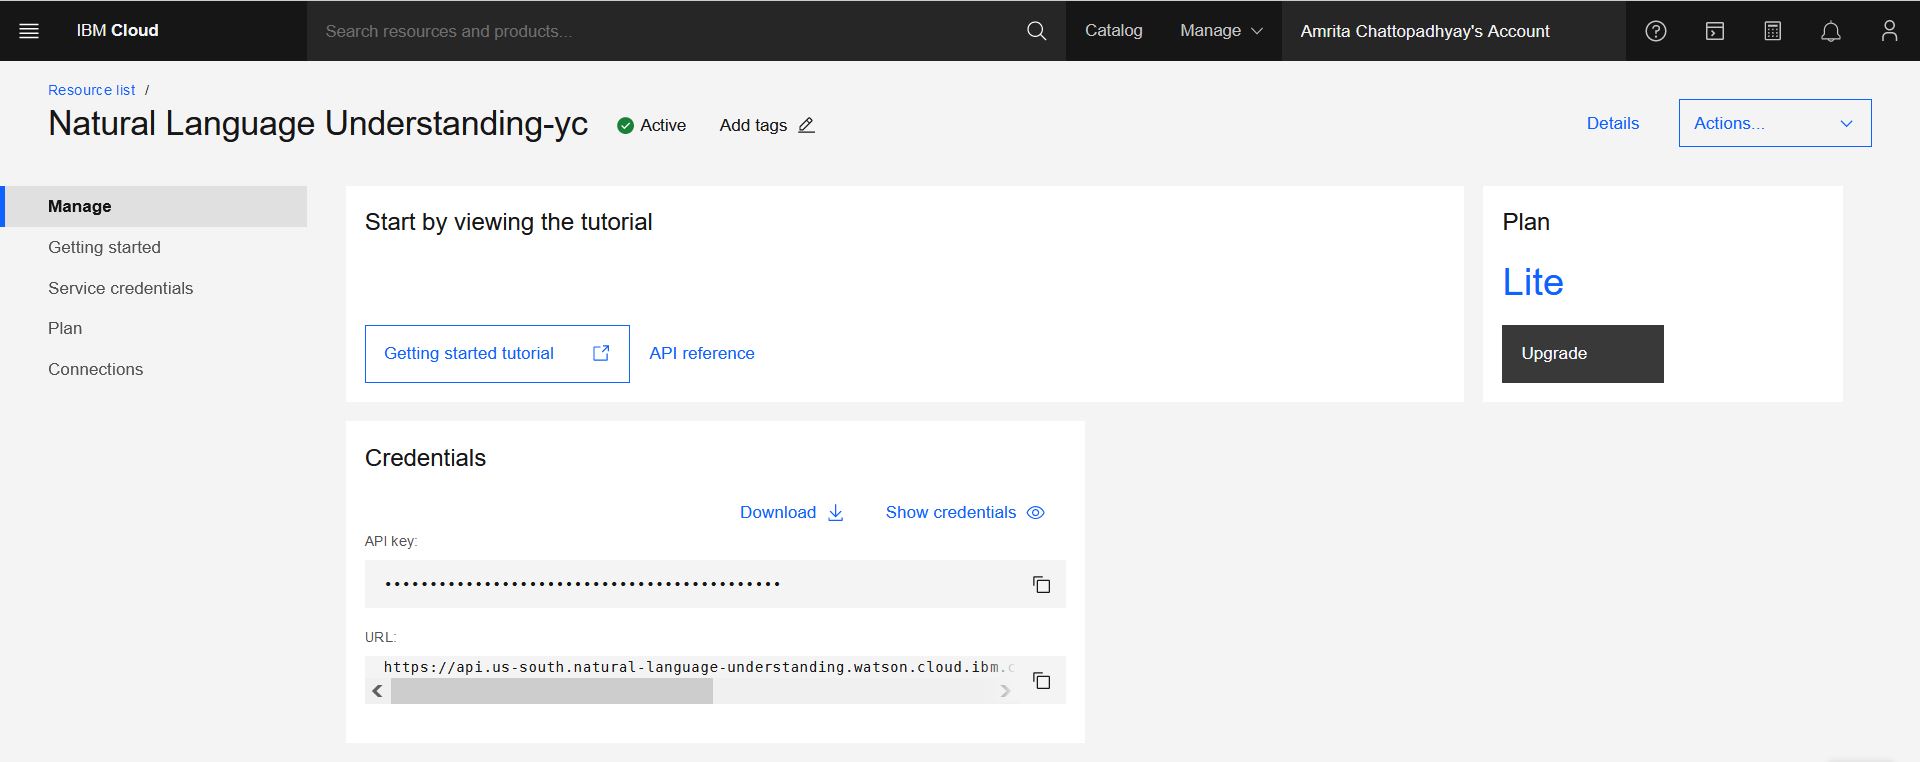 IBM Cloud
Search resources and products...
Catalog
Manage
Amrita Chattopadhyay's Account
Resource list /
Natural Language Understanding-yc
Active
Add tags
Details
Actions...
Manage
Getting started
Service credentials
Plan
Connections
Start by viewing the tutorial
Getting started tutorial
API reference
Plan
Lite
Upgrade
Credentials
Download
Show credentials
API key:
••••••••••••••••••••••••••••••••••••••••••••
URL:
https://api.us-south.natural-language-understanding.watson.cloud.ibm.c